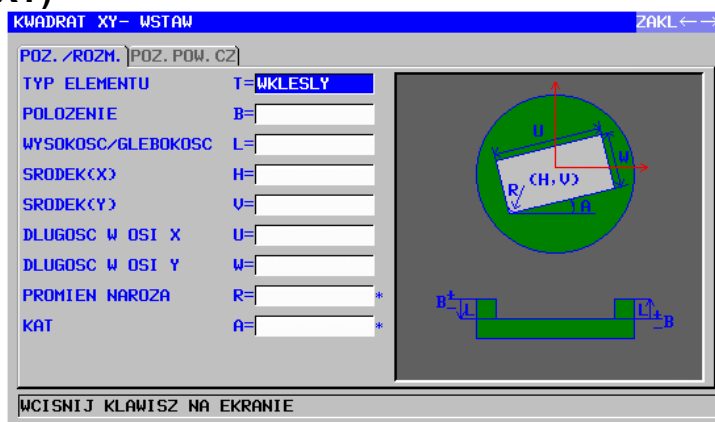 KWADRAT XY- WSTAW ZAKL←→
POZ./ROZM. POZ.POW.CZ
TYP ELEMENTU T=WKLESLY
POLOZENIE B=
WYSOKOSC/GLEBOKOSC L=
SRODEK(X) H=
SRODEK(Y) V=
DLUGOSC W OSI X U=
DLUGOSC W OSI Y W=
PROMIEN NAROZA R= *
KAT A= *
U
W
(H,V)
R
A
B+- L L +-B
WCISNIJ KLAWISZ NA EKRANIE